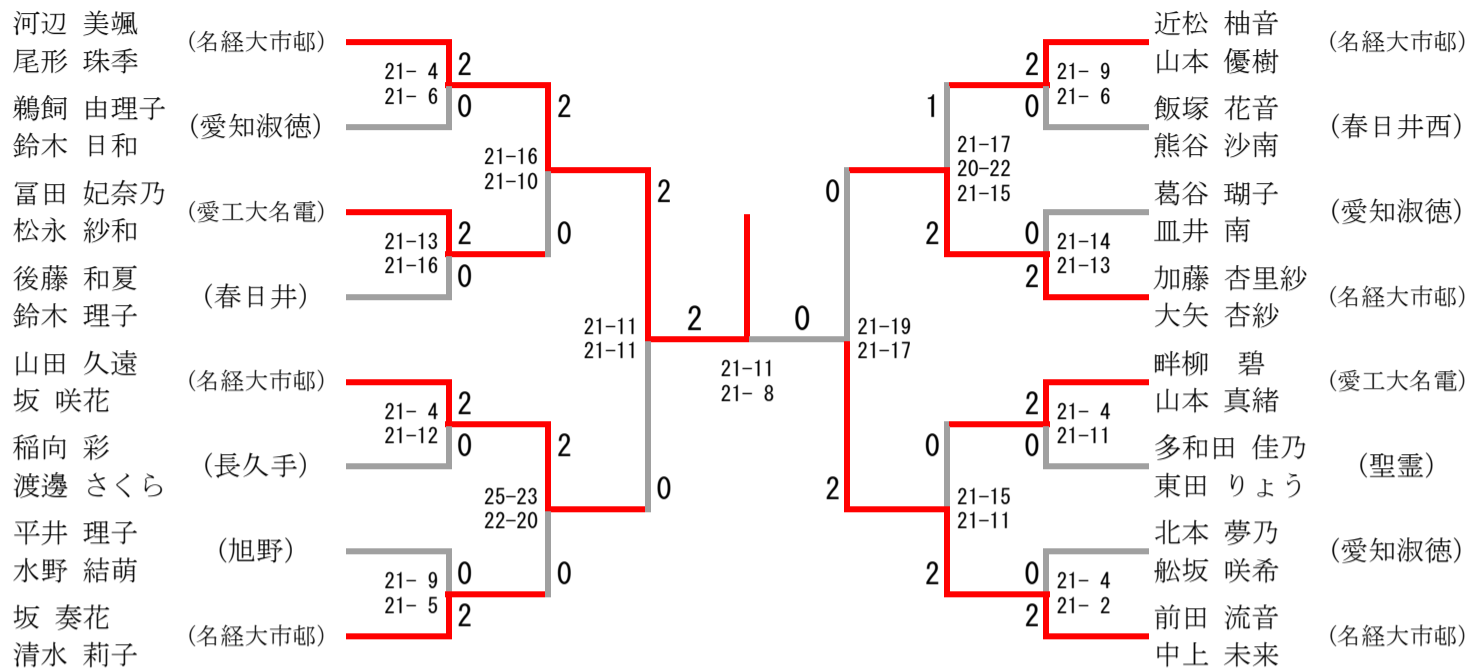 河辺 美颯
尾形 珠季
(名経大市邨)
21- 4
21- 6
2
0
鵜飼 由理子
鈴木 日和
(愛知淑徳)
21-16
21-10
2
0
冨田 妃奈乃
松永 紗和
(愛工大名電)
21-13
21-16
2
0
後藤 和夏
鈴木 理子
(春日井)
21-11
21-11
2
0
山田 久遠
坂 咲花
(名経大市邨)
21- 4
21-12
2
0
稲向 彩
渡邊 さくら
(長久手)
25-23
22-20
2
0
平井 理子
水野 結萌
(旭野)
21- 9
21- 5
0
2
坂 奏花
清水 莉子
(名経大市邨)
2
0
21-11
21- 8
近松 柚音
山本 優樹
(名経大市邨)
2
0
21- 9
21- 6
飯塚 花音
熊谷 沙南
(春日井西)
1
2
21-17
20-22
21-15
葛谷 瑚子
皿井 南
(愛知淑徳)
0
2
21-14
21-13
加藤 杏里紗
大矢 杏紗
(名経大市邨)
0
2
21-19
21-17
畔柳 碧
山本 真緒
(愛工大名電)
2
0
21- 4
21-11
多和田 佳乃
東田 りょう
(聖霊)
0
2
21-15
21-11
北本 夢乃
舩坂 咲希
(愛知淑徳)
0
2
21- 4
21- 2
前田 流音
中上 未来
(名経大市邨)